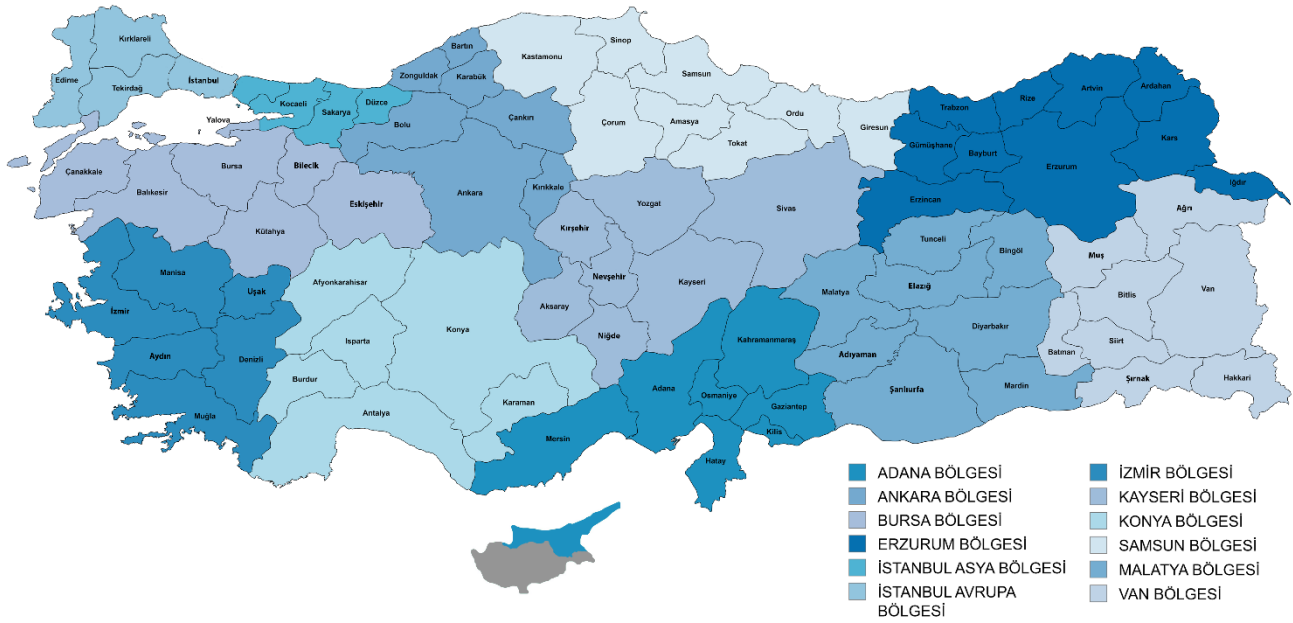 Kırklareli
Edirne
Tekirdağ
İstanbul
Kocaeli
Sakarya
Düzce
Yalova
Bartın
Zonguldak
Karabük
Bolu
Çankırı
Ankara
Kırıkkale
Kastamonu
Sinop
Samsun
Çorum
Amasya
Ordu
Tokat
Giresun
Trabzon
Rize
Artvin
Ardahan
Kars
Gümüşhane
Bayburt
Erzurum
Erzincan
Iğdır
Çanakkale
Balıkesir
Bursa
Bilecik
Kütahya
Eskişehir
Kırşehir
Yozgat
Sivas
Nevşehir
Aksaray
Kayseri
Niğde
Ağrı
Muş
Bitlis
Van
Batman
Siirt
Şırnak
Hakkari
Tunceli
Bingöl
Malatya
Elazığ
Diyarbakır
Adıyaman
Şanlıurfa
Mardin
Manisa
Uşak
İzmir
Aydın
Denizli
Muğla
Afyonkarahisar
Konya
Isparta
Burdur
Antalya
Karaman
Mersin
Adana
Kahramanmaraş
Osmaniye
Gaziantep
Kilis
Hatay
ADANA BÖLGESİ
ANKARA BÖLGESİ
BURSA BÖLGESİ
ERZURUM BÖLGESİ
İSTANBUL ASYA BÖLGESİ
İSTANBUL AVRUPA
BÖLGESİ
İZMİR BÖLGESİ
KAYSERİ BÖLGESİ
KONYA BÖLGESİ
SAMSUN BÖLGESİ
MALATYA BÖLGESİ
VAN BÖLGESİ